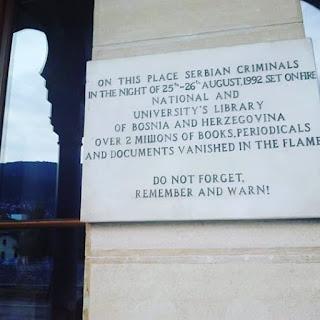 ON THIS PLACE SERBIAN CRIMINALS
IN THE NIGHT OF 25TH-26TH AUGUST, 1992. SET ON FIRE
NATIONAL AND
UNIVERSITY'S LIBRARY
OF BOSNIA AND HERZEGOVINA
OVER 2 MILLIONS OF BOOKS, PERIODICALS
AND DOCUMENTS VANISHED IN THE FLAME
DO NOT FORGET,
REMEMBER AND WARN!